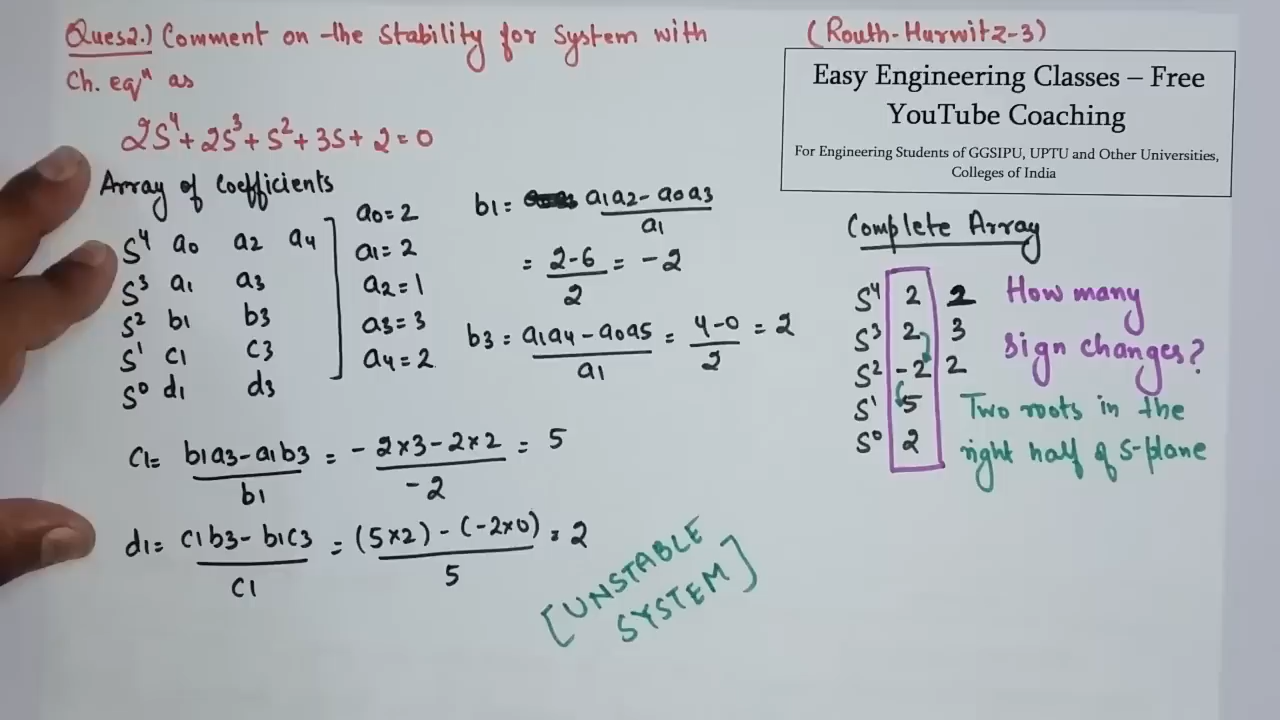 Ques2.) Comment on the Stability for System with
Ch. eqⁿ as
2S⁴+2S³+S²+3S+2=0
(Routh-Hurwitz-3)
Easy Engineering Classes – Free
YouTube Coaching
For Engineering Students of GGSIPU, UPTU and Other Universities,
Colleges of India
Array of Coefficients
S⁴ a0 a2 a4
S³ a1 a3
S² b1 b3
S¹ c1 c3
S⁰ d1 d3
a0=2
a1=2
a2=1
a3=3
a4=2
b1= a1a2-a0a3
a1
= 2-6 = -2
2
b3 = a1a4-a0a5 = 4-0 = 2
a1 2
C1= b1a3-a1b3 = -2×3-2×2 = 5
b1 -2
d1= c1b3-b1c3 = (5×2)-(-2×0) = 2
c1 5
[UNSTABLE
SYSTEM]
Complete Array
S⁴ 2 2
S³ 2 3
S² -2 2
S¹ 5
S⁰ 2
How many
sign changes?
Two roots in the
right half of S-plane